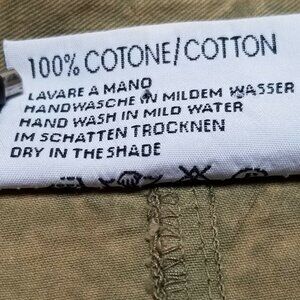 100% COTONE/COTTON
LAVARE A MANO
HANDWASCHE IN MILDEM WASSER
HAND WASH IN MILD WATER
IM SCHATTEN TROCKNEN
DRY IN THE SHADE